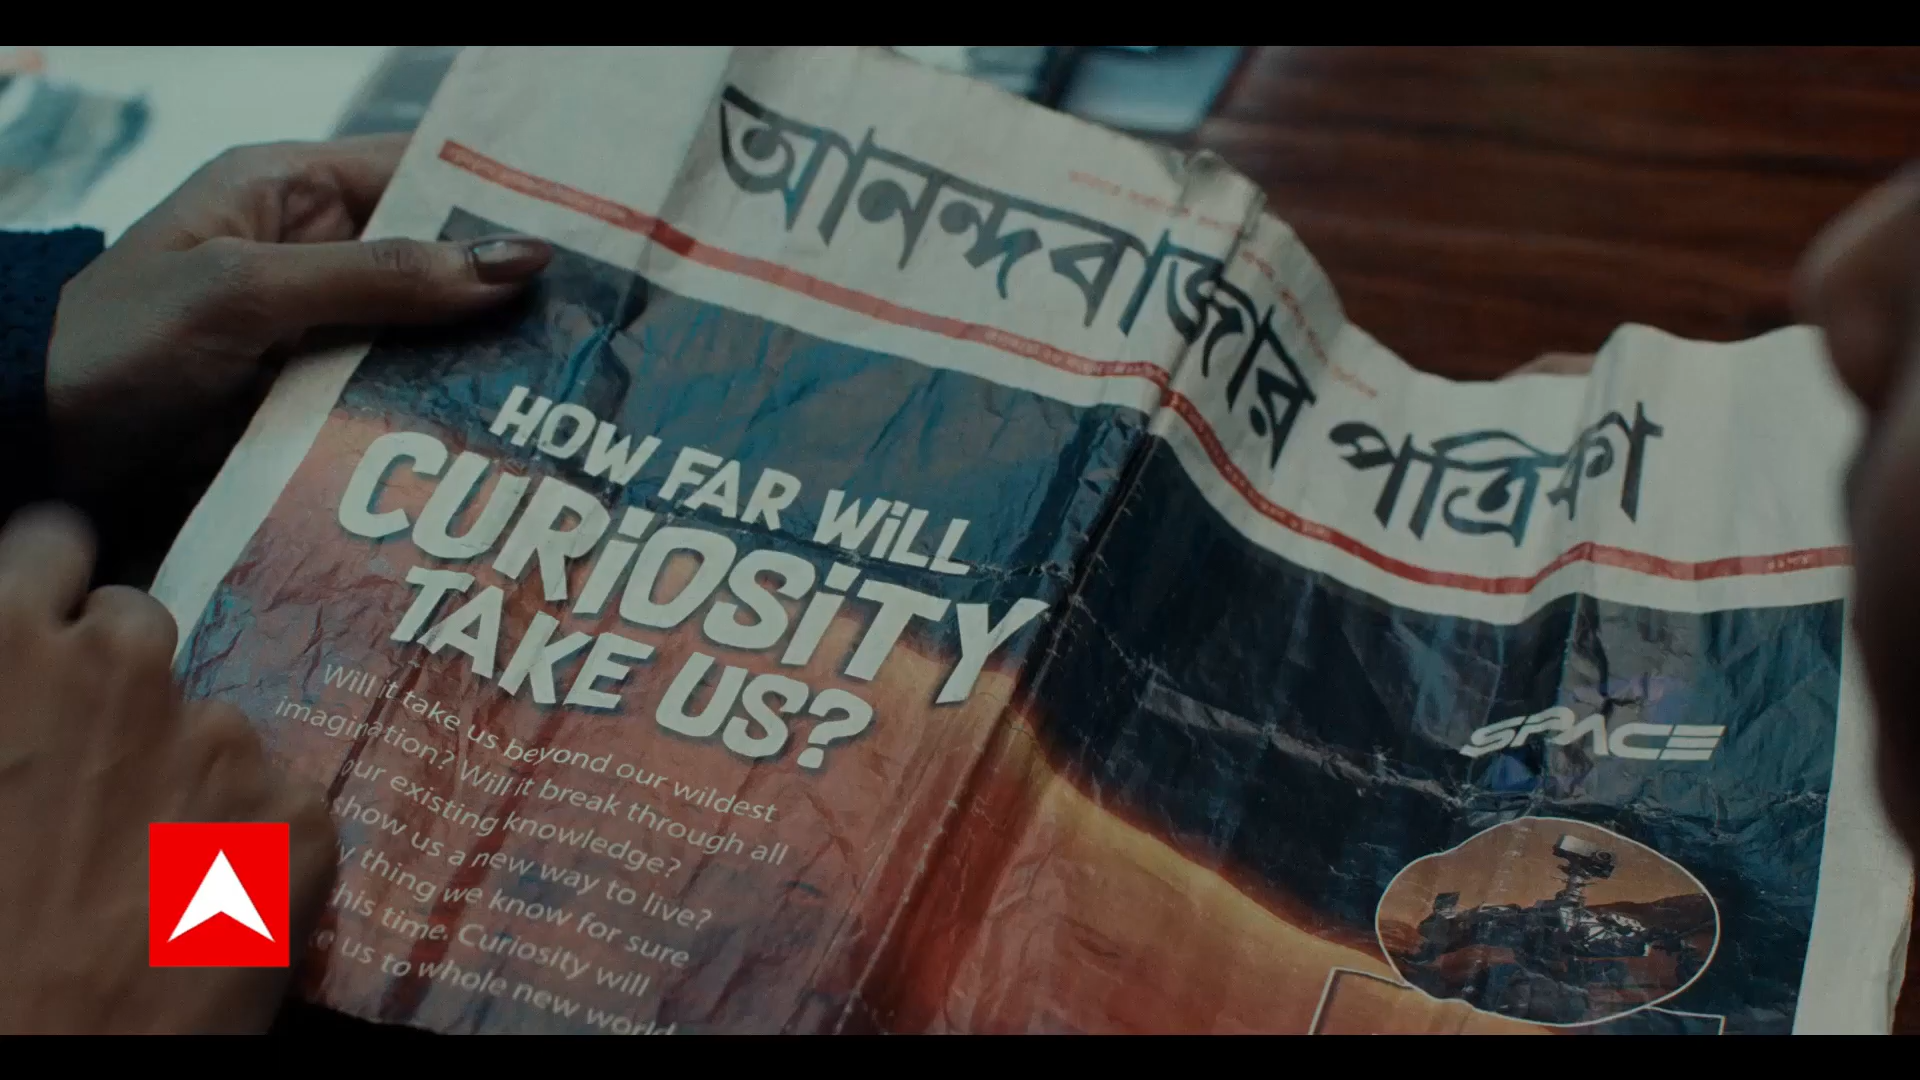 আনন্দবাজার পত্রিকা
HOW FAR WiLL
CURiOSiTY
TAKE US?
Will it take us beyond our wildest
imagination? Will it break through all
our existing knowledge?
show us a new way to live?
thing we know for sure
this time. Curiosity will
us to whole new world
SPACE